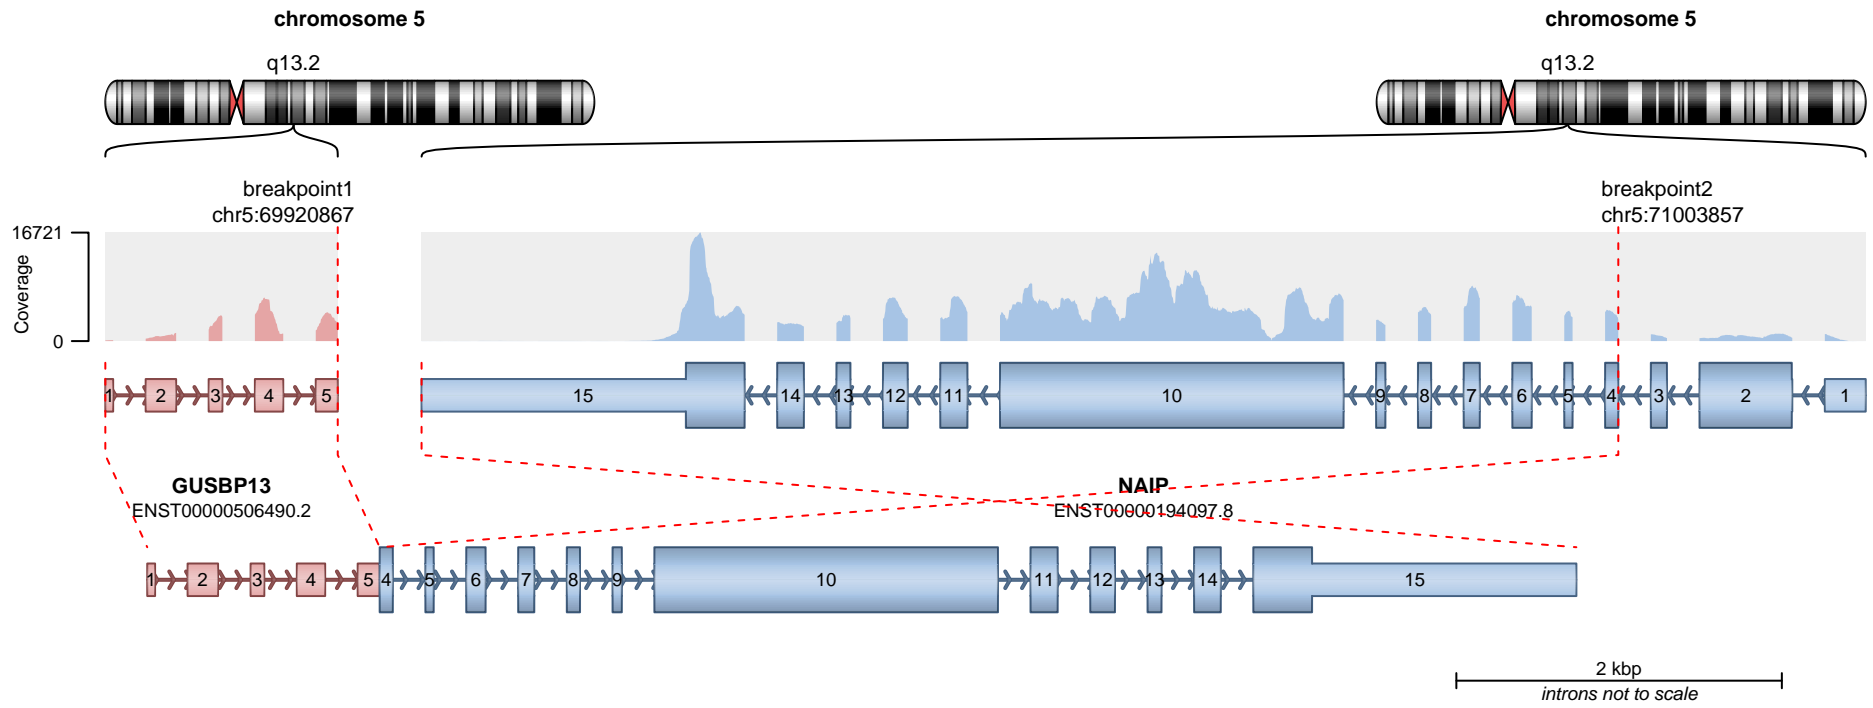 chromosome 5
chromosome 5
q13.2
q13.2
breakpoint1
chr5:69920867
breakpoint2
chr5:71003857
16721
Coverage
0
1 2 3 4 5
15 14 13 12 11 10 9 8 7 6 5 4 3 2 1
GUSBP13
ENST00000506490.2
NAIP
ENST00000194097.8
1 2 3 4 5 4 5 6 7 8 9 10 11 12 13 14 15
2 kbp
introns not to scale